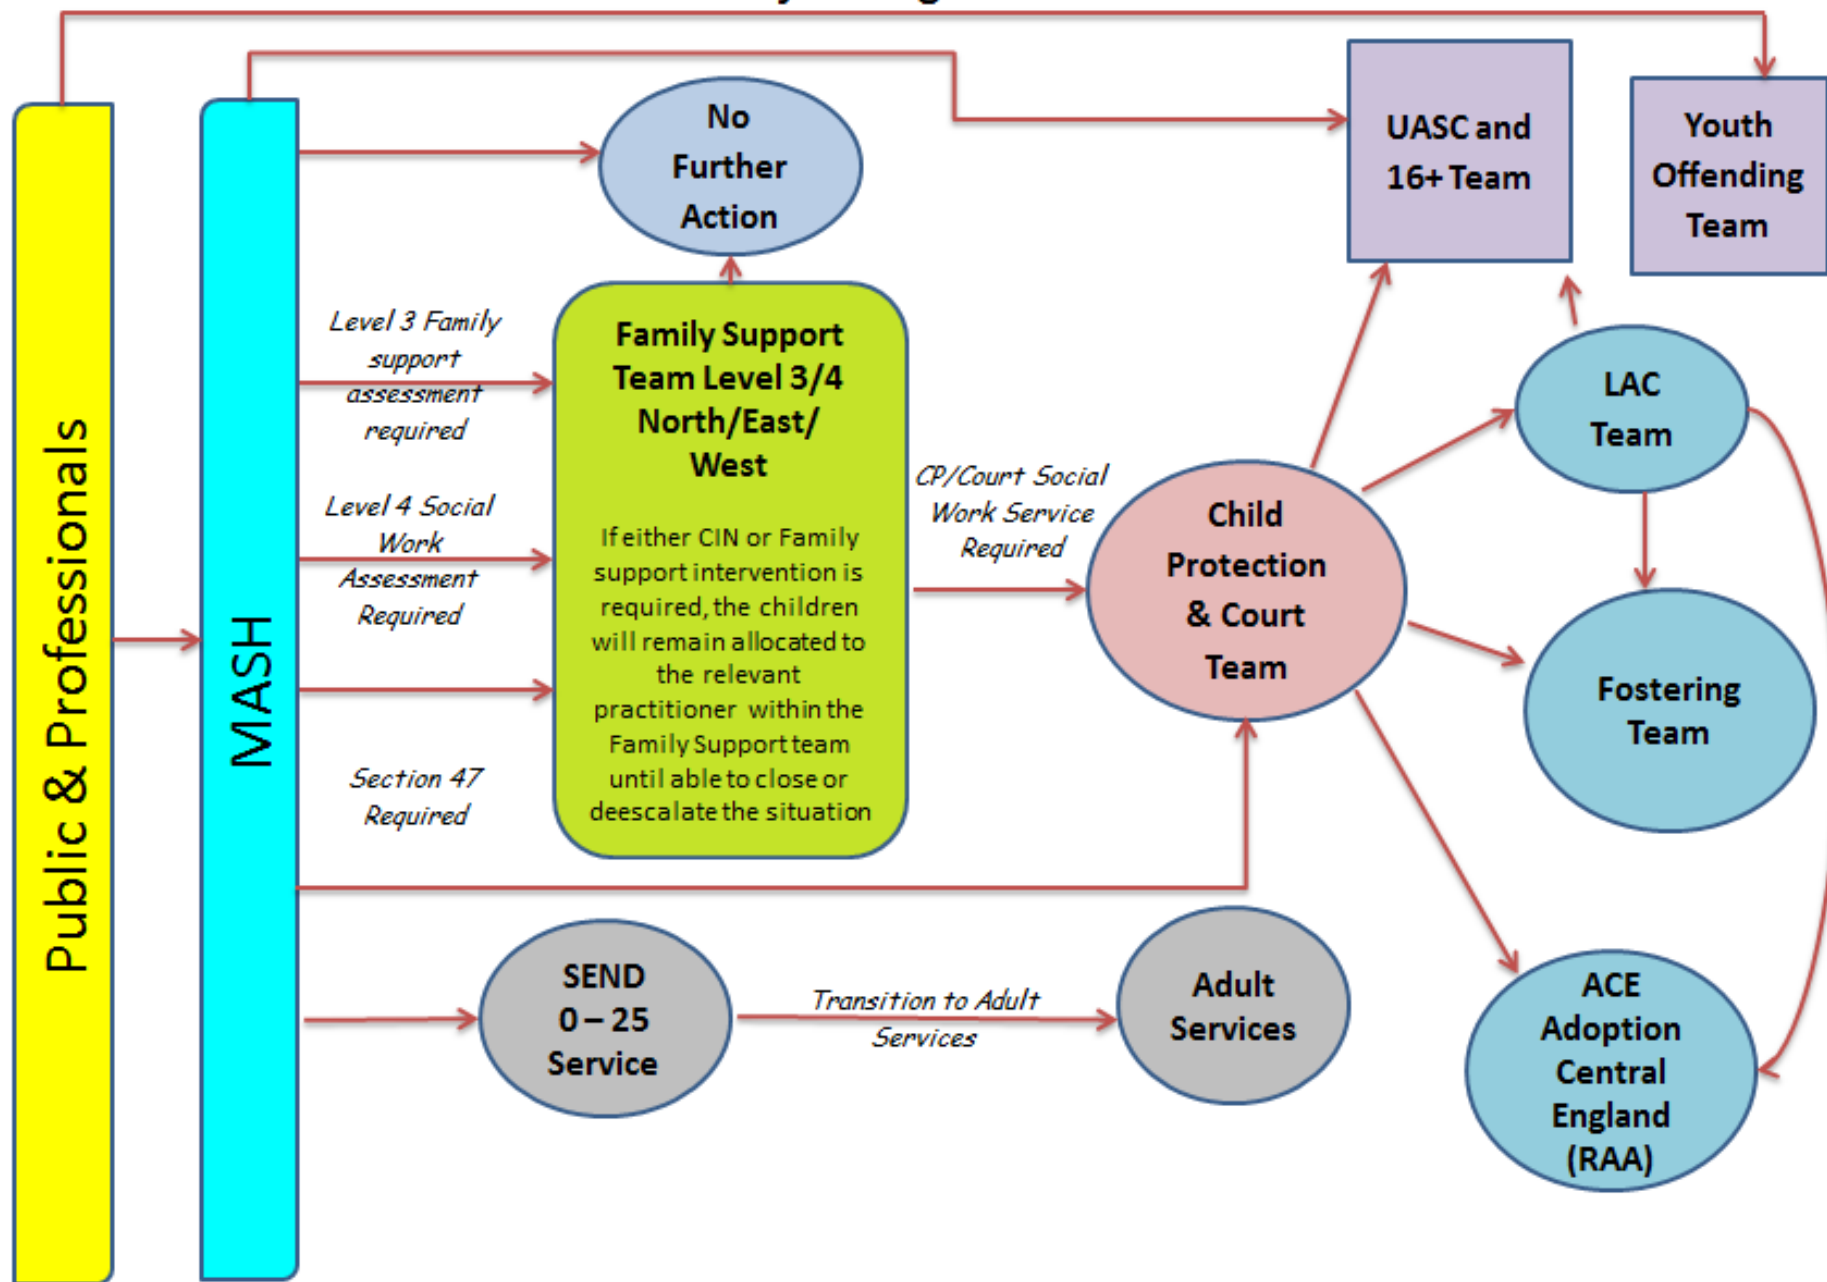 Public & Professionals
MASH
No
Further
Action
UASC and
16+ Team
Youth
Offending
Team
Level 3 Family
support
assessment
required
Level 4 Social
Work
Assessment
Required
Section 47
Required
Family Support
Team Level 3/4
North/East/
West
If either CIN or Family
support intervention is
required, the children
will remain allocated to
the relevant
practitioner within the
Family Support team
until able to close or
deescalate the situation
CP/Court Social
Work Service
Required
Child
Protection
& Court
Team
LAC
Team
Fostering
Team
SEND
0 – 25
Service
Transition to Adult
Services
Adult
Services
ACE
Adoption
Central
England
(RAA)